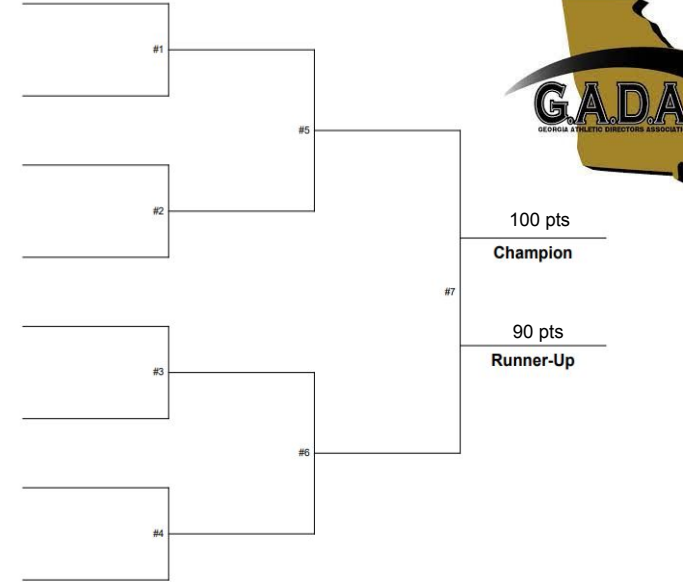 #1
#5
G.A.D.A
GEORGIA ATHLETIC DIRECTORS ASSOCIATI
#2
100 pts
Champion
#7
90 pts
Runner-Up
#3
#6
#4